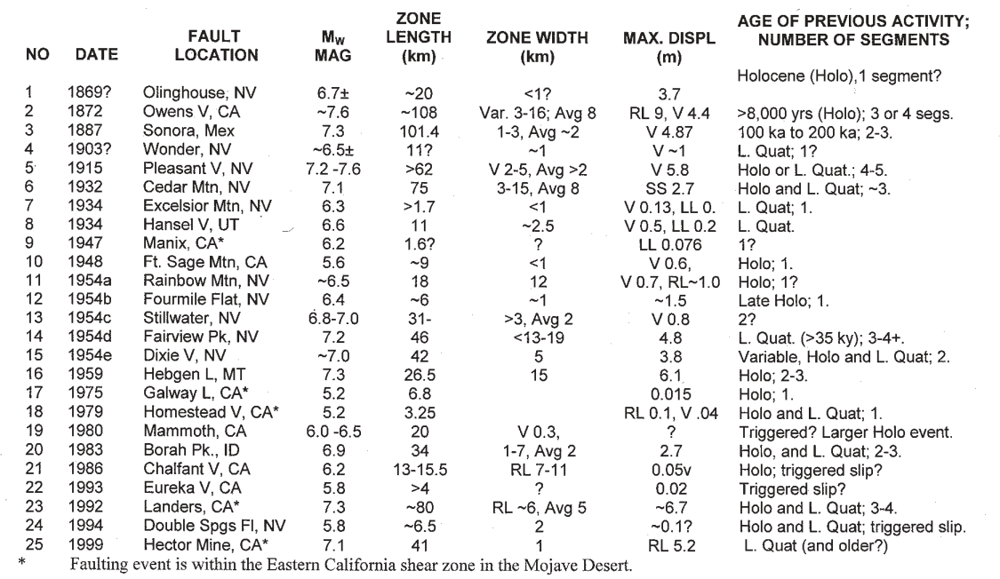 ZONE AGE OF PREVIOUS ACTIVITY;
FAULT Mw LENGTH ZONE WIDTH MAX. DISPL NUMBER OF SEGMENTS
NO DATE LOCATION MAG (km) (km) (m)
Holocene (Holo),1 segment?
1 1869? Olinghouse, NV 6.7± ~20 <1? 3.7
2 1872 Owens V, CA ~7.6 ~108 Var. 3-16; Avg 8 RL 9, V 4.4 >8,000 yrs (Holo); 3 or 4 segs.
3 1887 Sonora, Mex 7.3 101.4 1-3, Avg ~2 V 4.87 100 ka to 200 ka; 2-3.
4 1903? Wonder, NV ~6.5± 11? ~1 V ~1 L. Quat; 1?
5 1915 Pleasant V, NV 7.2 -7.6 >62 V 2-5, Avg >2 V 5.8 Holo or L. Quat.; 4-5.
6 1932 Cedar Mtn, NV 7.1 75 3-15, Avg 8 SS 2.7 Holo and L. Quat; ~3.
7 1934 Excelsior Mtn, NV 6.3 >1.7 <1 V 0.13, LL 0. L. Quat; 1.
8 1934 Hansel V, UT 6.6 11 ~2.5 V 0.5, LL 0.2 L. Quat.
9 1947 Manix, CA* 6.2 1.6? ? LL 0.076 1?
10 1948 Ft. Sage Mtn, CA 5.6 ~9 <1 V 0.6, Holo; 1.
11 1954a Rainbow Mtn, NV ~6.5 18 12 V 0.7, RL~1.0 Holo; 1?
12 1954b Fourmile Flat, NV 6.4 ~6 ~1 ~1.5 Late Holo; 1.
13 1954c Stillwater, NV 6.8-7.0 31- >3, Avg 2 V 0.8 2?
14 1954d Fairview Pk, NV 7.2 46 <13-19 4.8 L. Quat. (>35 ky); 3-4+.
15 1954e Dixie V, NV ~7.0 42 5 3.8 Variable, Holo and L. Quat; 2.
16 1959 Hebgen L, MT 7.3 26.5 15 6.1 Holo; 2-3.
17 1975 Galway L, CA* 5.2 6.8 0.015 Holo; 1.
18 1979 Homestead V, CA* 5.2 3.25 RL 0.1, V .04 Holo and L. Quat; 1.
19 1980 Mammoth, CA 6.0 -6.5 20 V 0.3, ? Triggered? Larger Holo event.
20 1983 Borah Pk., ID 6.9 34 1-7, Avg 2 2.7 Holo, and L. Quat; 2-3.
21 1986 Chalfant V, CA 6.2 13-15.5 RL 7-11 0.05v Holo; triggered slip?
22 1993 Eureka V, CA 5.8 >4 ? 0.02 Triggered slip?
23 1992 Landers, CA* 7.3 ~80 RL ~6, Avg 5 ~6.7 Holo and L. Quat; 3-4.
24 1994 Double Spgs Fl, NV 5.8 ~6.5 2 ~0.1? Holo and L. Quat; triggered slip.
25 1999 Hector Mine, CA* 7.1 41 1 RL 5.2 L. Quat (and older?)
* Faulting event is within the Eastern California shear zone in the Mojave Desert.